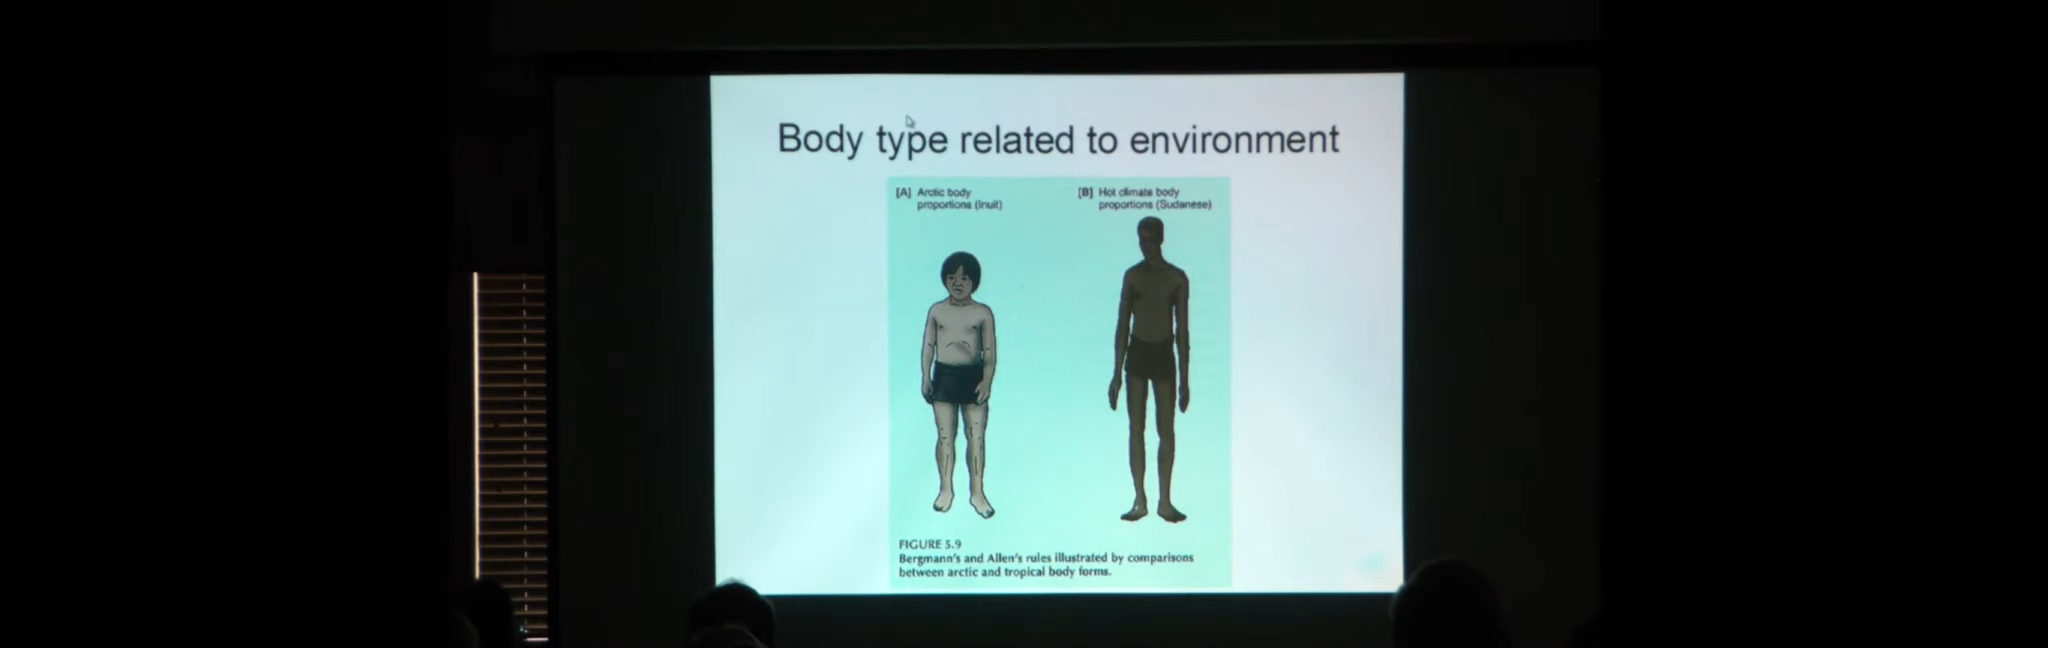 Body type related to environment
[A] Arctic body
proportions (Inuit)
[B] Hot climate body
proportions (Sudanese)
FIGURE 5.9
Bergmann's and Allen's rules illustrated by comparisons
between arctic and tropical body forms.